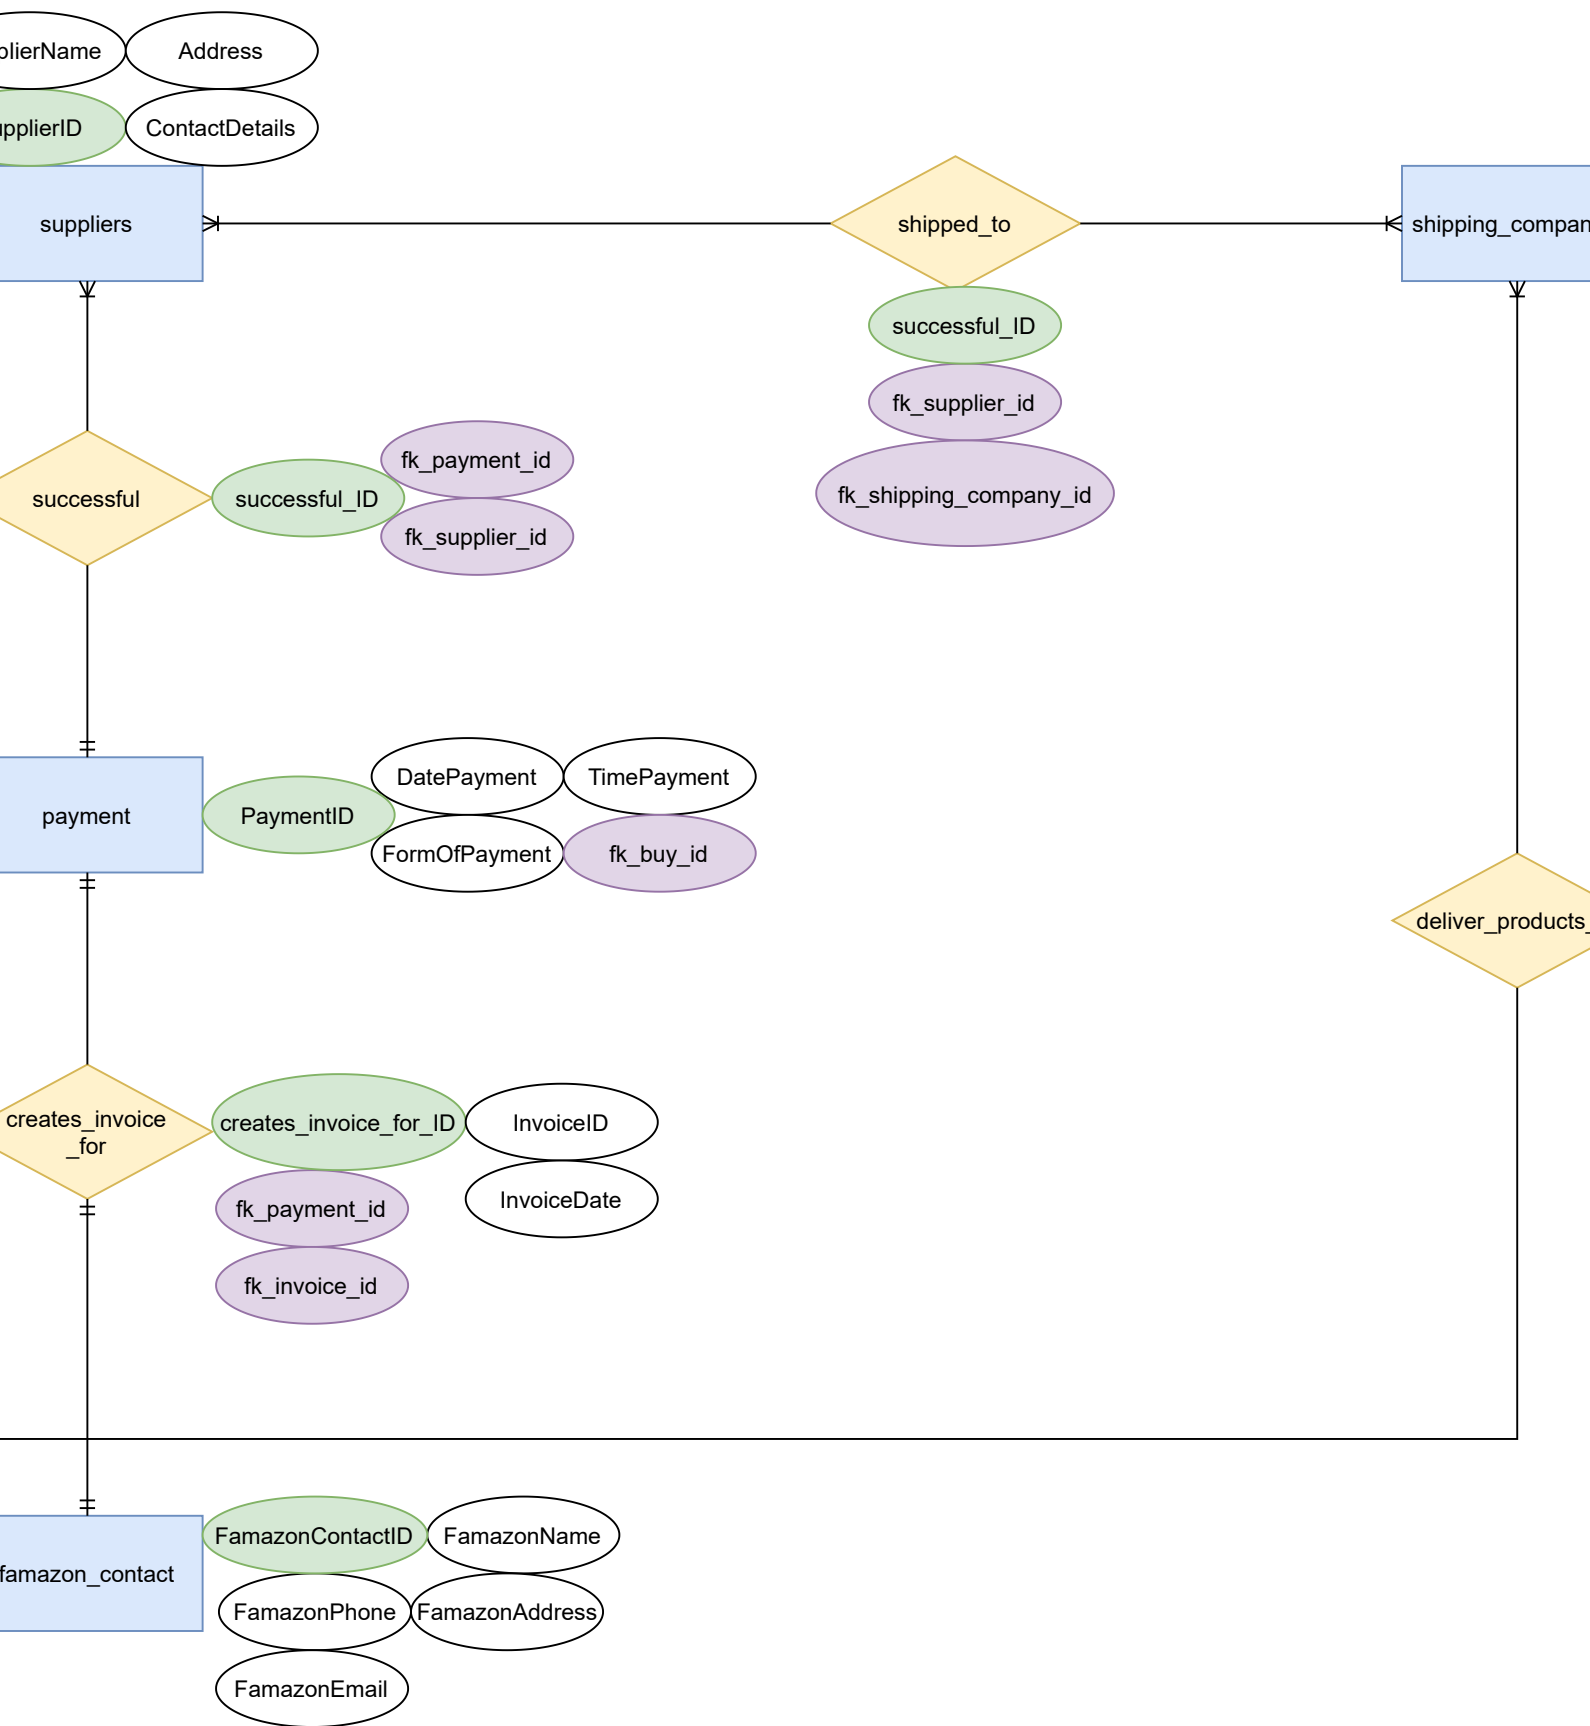 plierName
Address
upplierID
ContactDetails
suppliers
shipped_to
shipping_compan
successful_ID
fk_supplier_id
fk_shipping_company_id
successful
successful_ID
fk_payment_id
fk_supplier_id
payment
PaymentID
DatePayment
TimePayment
FormOfPayment
fk_buy_id
deliver_products_
creates_invoice
_for
creates_invoice_for_ID
InvoiceID
InvoiceDate
fk_payment_id
fk_invoice_id
famazon_contact
FamazonContactID
FamazonName
FamazonPhone
FamazonAddress
FamazonEmail